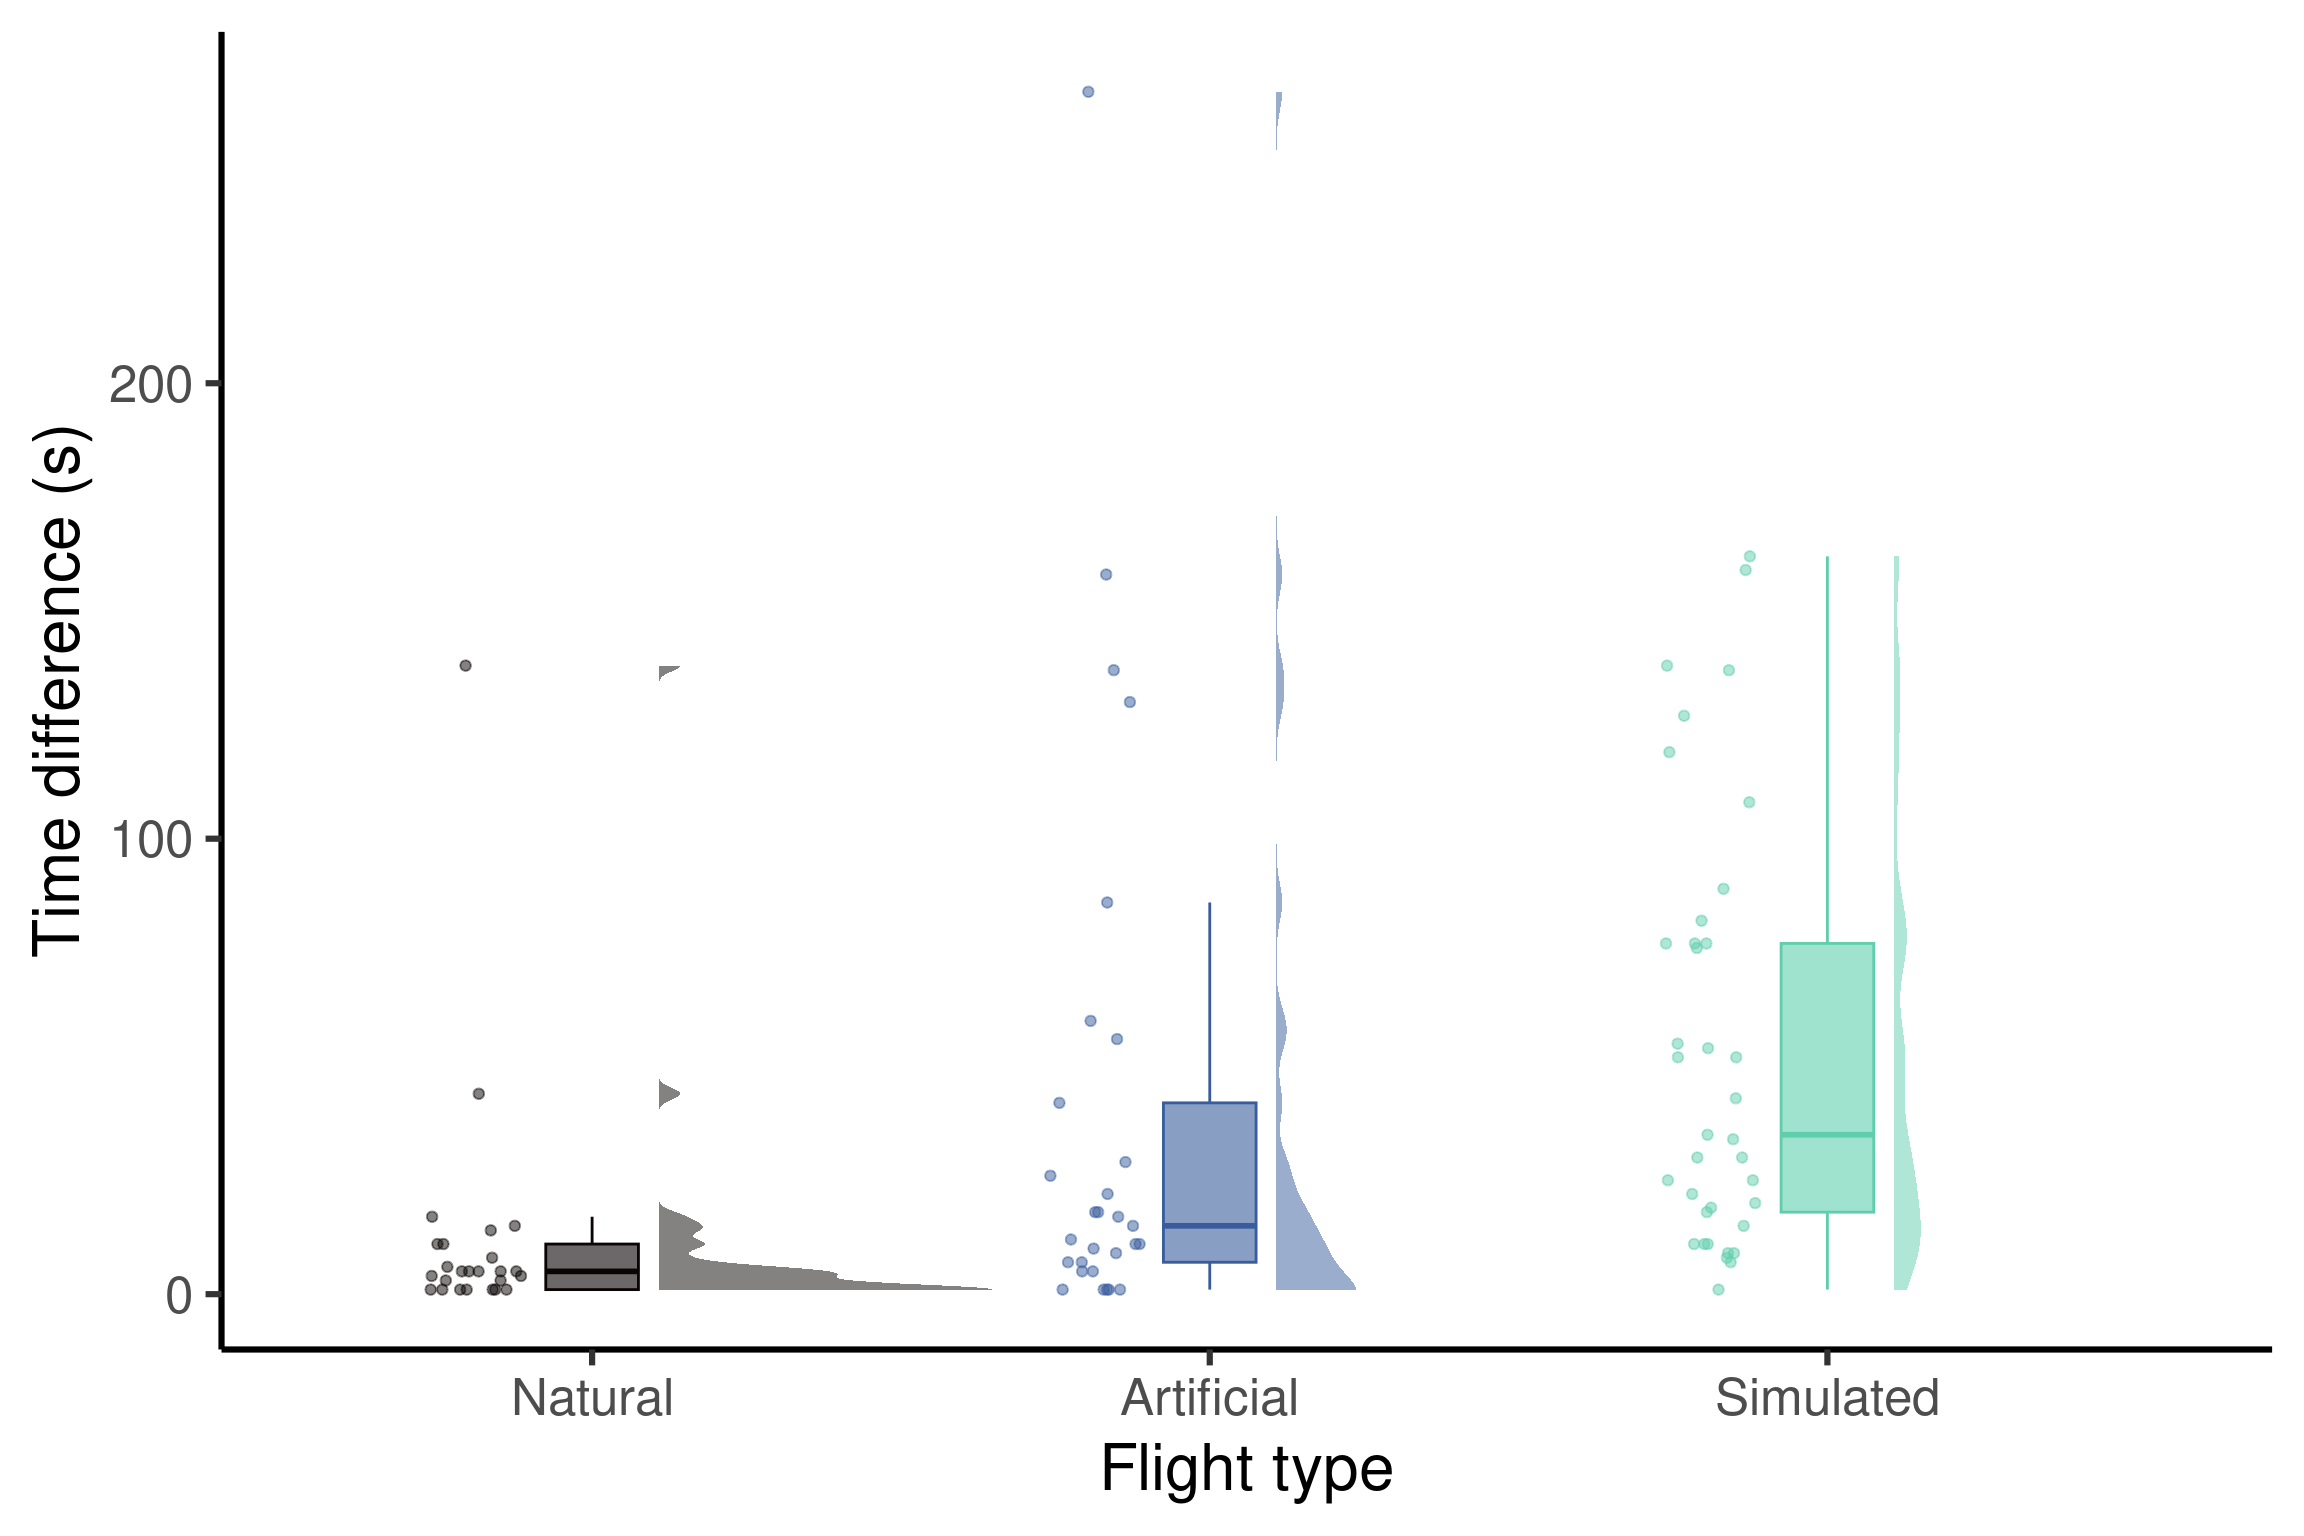 Time difference (s)
200
100
0
Natural
Artificial
Simulated
Flight type